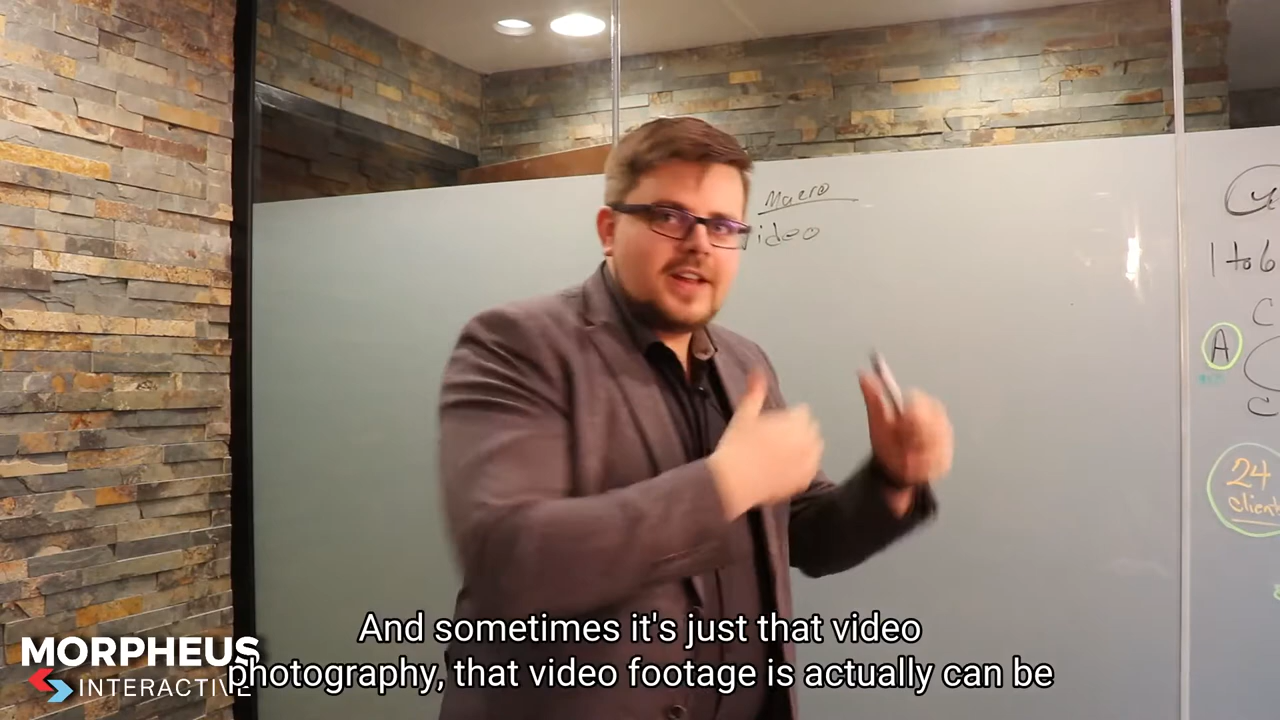 Macro
ideo
1 to 6
A
24
Client
And sometimes it's just that video
photography, that video footage is actually can be
MORPHEUS
INTERACTIVE